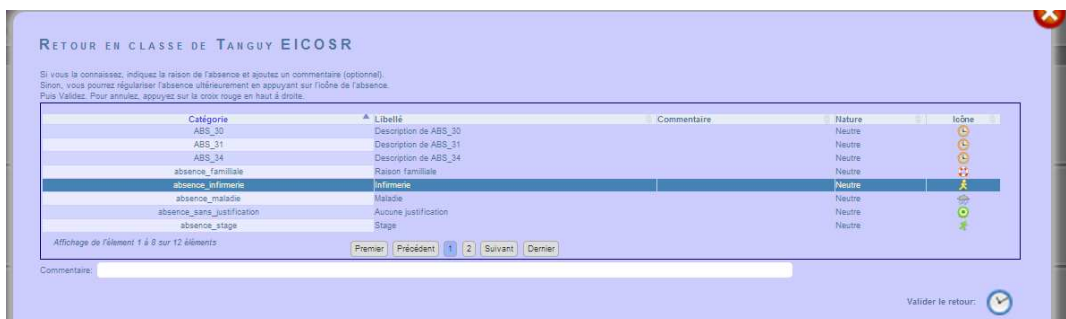 RETOUR EN CLASSE DE TANGUY EICOSR
Si vous la connaissez, indiquez la raison de l'absence et ajoutez un commentaire (optionnel).
Sinon, vous pourrez régulariser l'absence ultérieurement en appuyant sur l'icône de l'absence.
Puis Validez. Pour annulez, appuyez sur la croix rouge en haut à droite.
Catégorie Libellé Commentaire Nature Icône
ABS_30 Description de ABS_30 Neutre
ABS_31 Description de ABS_31 Neutre
ABS_34 Description de ABS_34 Neutre
absence_familliale Raison familliale Neutre
absence_infirmerie Infirmerie Neutre
absence_maladie Maladie Neutre
absence_sans_justification Aucune justification Neutre
absence_stage Stage Neutre
Affichage de l'élement 1 à 8 sur 12 éléments
Premier Précédent 1 2 Suivant Dernier
Commentaire:
Valider le retour: